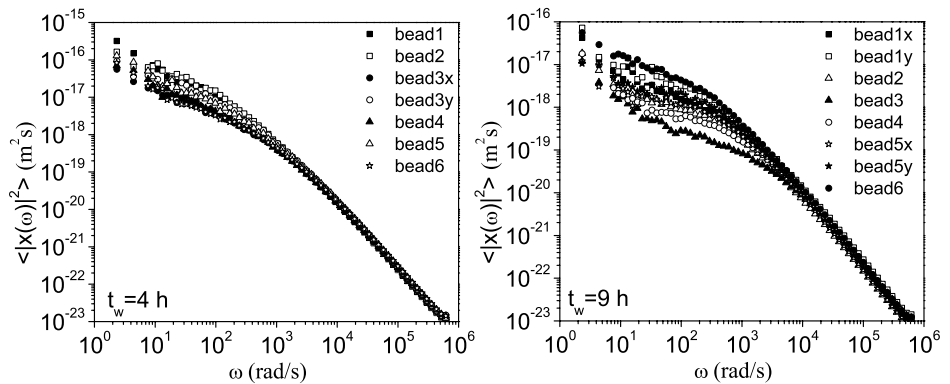 10^-15
10^-16
10^-17
10^-18
10^-19
10^-20
10^-21
10^-22
10^-23
<|x(ω)|^2> (m^2s)
bead1
bead2
bead3x
bead3y
bead4
bead5
bead6
t_w=4 h
10^0 10^1 10^2 10^3 10^4 10^5 10^6
ω (rad/s)
10^-16
10^-17
10^-18
10^-19
10^-20
10^-21
10^-22
10^-23
<|x(ω)|^2> (m^2s)
bead1x
bead1y
bead2
bead3
bead4
bead5x
bead5y
bead6
t_w=9 h
10^0 10^1 10^2 10^3 10^4 10^5 10^6
ω (rad/s)